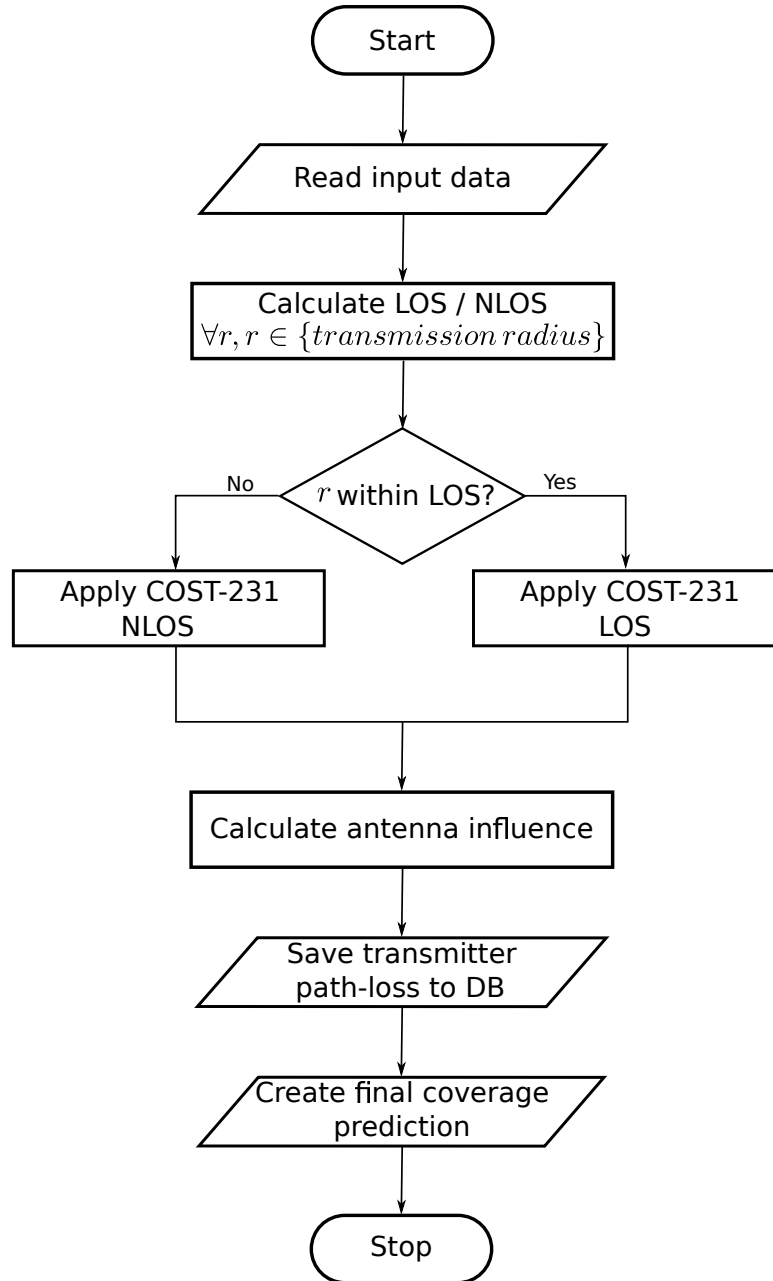 Start
Read input data
Calculate LOS / NLOS
∀r, r ∈ {transmission radius}
r within LOS?
No
Yes
Apply COST-231
NLOS
Apply COST-231
LOS
Calculate antenna influence
Save transmitter
path-loss to DB
Create final coverage
prediction
Stop